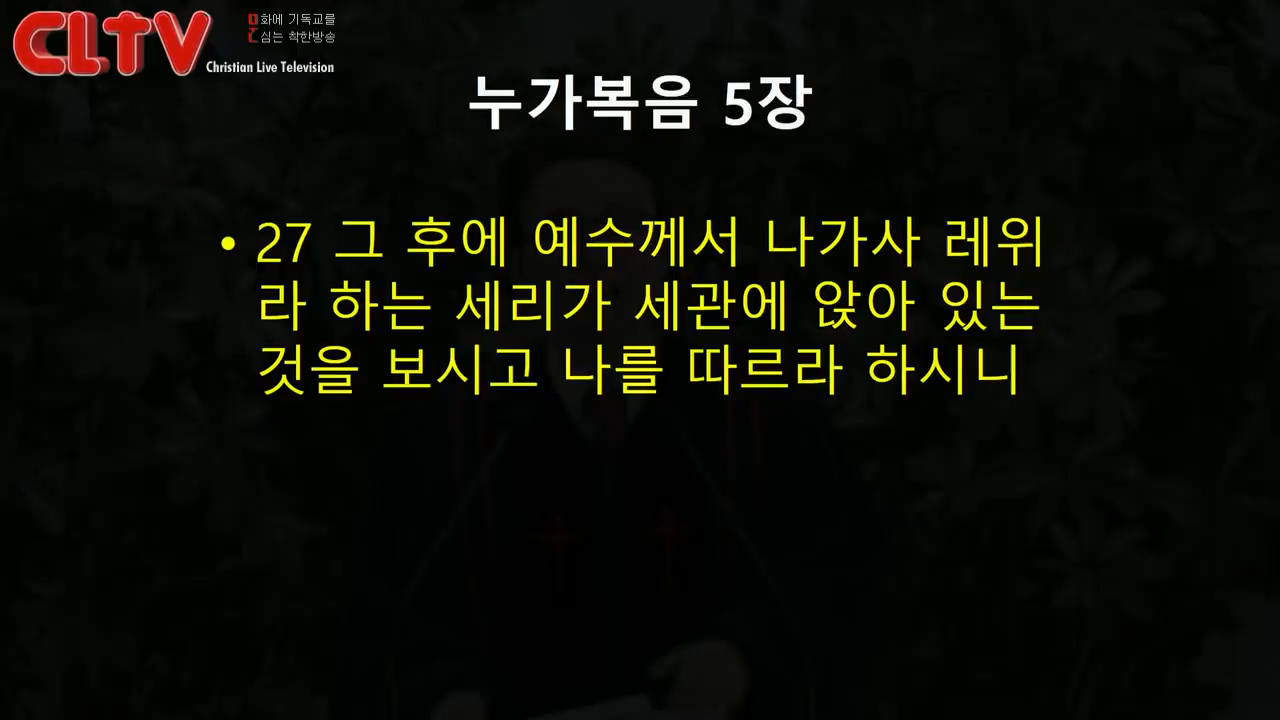 CLTV
문화에 기독교를
심는 착한방송
Christian Live Television
누가복음 5장
• 27 그 후에 예수께서 나가사 레위
라 하는 세리가 세관에 앉아 있는
것을 보시고 나를 따르라 하시니